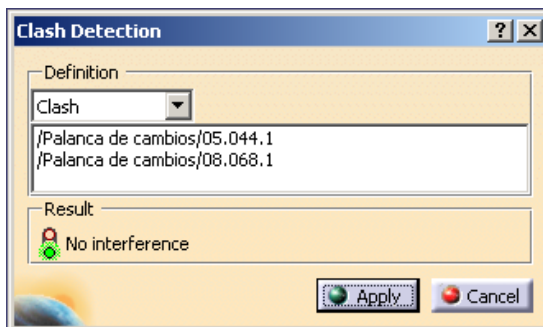 Clash Detection
Definition
Clash
/Palanca de cambios/05.044.1
/Palanca de cambios/08.068.1
Result
No interference
Apply
Cancel